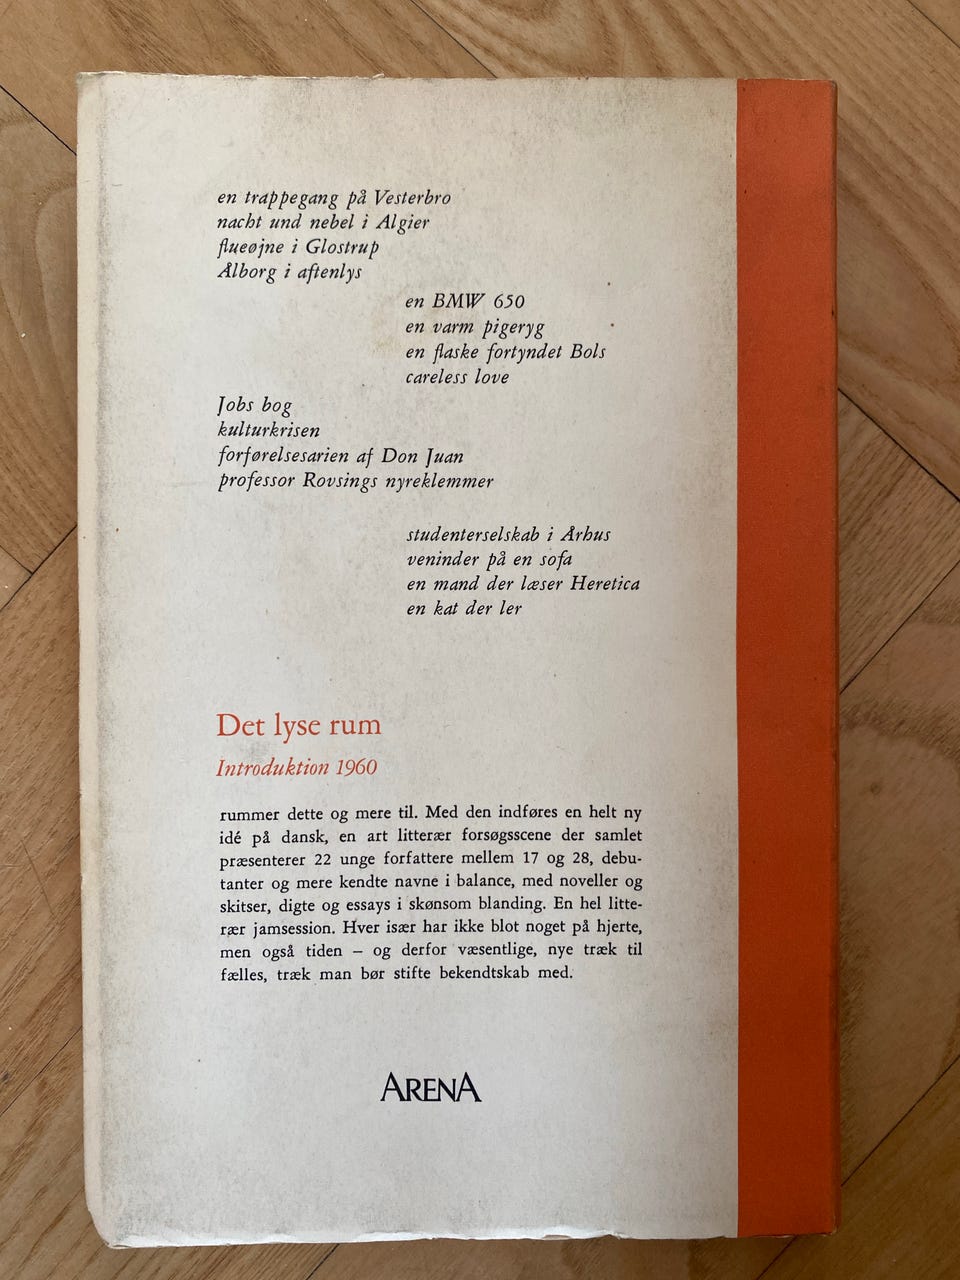 en trappegang på Vesterbro
nacht und nebel i Algier
flueøjne i Glostrup
Ålborg i aftenlys
en BMW 650
en varm pigeryg
en flaske fortyndet Bols
careless love
Jobs bog
kulturkrisen
forførelsesarien af Don Juan
professor Rovsings nyreklemmer
studenterselskab i Århus
veninder på en sofa
en mand der læser Heretica
en kat der ler
Det lyse rum
Introduktion 1960
rummer dette og mere til. Med den indføres en helt ny
idé på dansk, en art litterær forsøgsscene der samlet
præsenterer 22 unge forfattere mellem 17 og 28, debu-
tanter og mere kendte navne i balance, med noveller og
skitser, digte og essays i skønsom blanding. En hel litte-
rær jamsession. Hver især har ikke blot noget på hjerte,
men også tiden – og derfor væsentlige, nye træk til
fælles, træk man bør stifte bekendtskab med.
ARENA